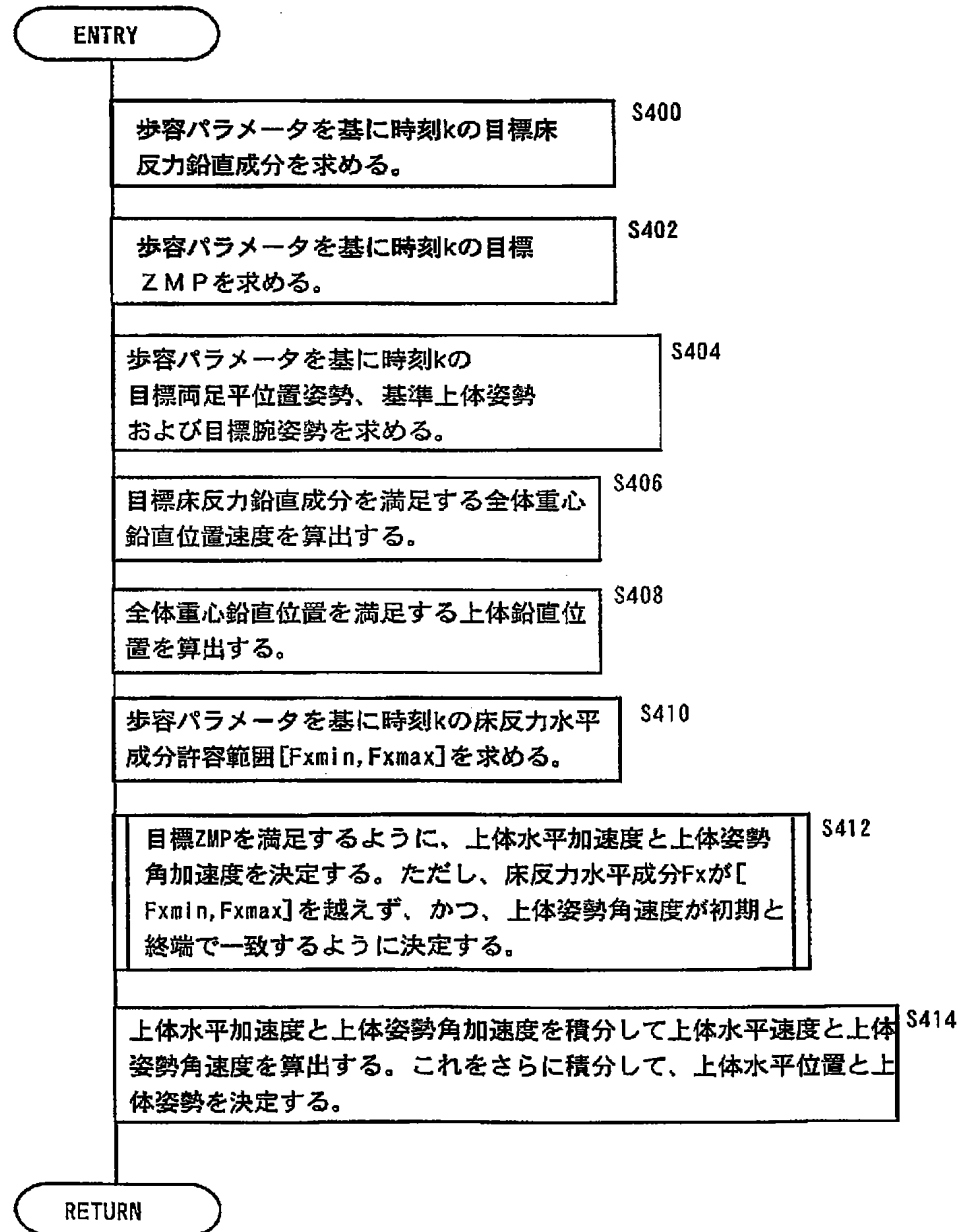 ENTRY
S400
歩容パラメータを基に時刻kの目標床
反力鉛直成分を求める。
S402
歩容パラメータを基に時刻kの目標
ＺＭＰを求める。
S404
歩容パラメータを基に時刻kの
目標両足平位置姿勢、基準上体姿勢
および目標腕姿勢を求める。
S406
目標床反力鉛直成分を満足する全体重心
鉛直位置速度を算出する。
S408
全体重心鉛直位置を満足する上体鉛直位
置を算出する。
S410
歩容パラメータを基に時刻kの床反力水平
成分許容範囲[Fxmin,Fxmax]を求める。
S412
目標ZMPを満足するように、上体水平加速度と上体姿勢
角加速度を決定する。ただし、床反力水平成分Fxが[
Fxmin,Fxmax]を越えず、かつ、上体姿勢角速度が初期と
終端で一致するように決定する。
S414
上体水平加速度と上体姿勢角加速度を積分して上体水平速度と上体
姿勢角速度を算出する。これをさらに積分して、上体水平位置と上
体姿勢を決定する。
RETURN